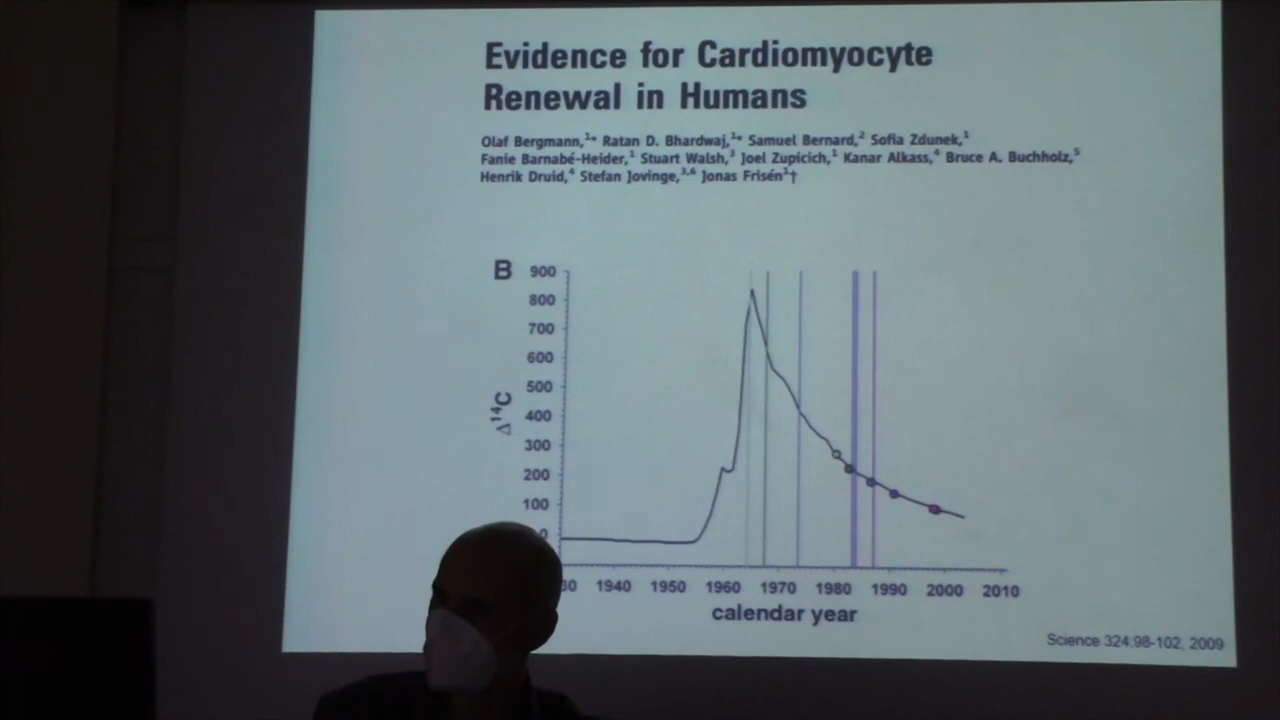 Evidence for Cardiomyocyte
Renewal in Humans
Olaf Bergmann,¹* Ratan D. Bhardwaj,¹* Samuel Bernard,² Sofia Zdunek,¹
Fanie Barnabé-Heider,¹ Stuart Walsh,³ Joel Zupicich,¹ Kanar Alkass,⁴ Bruce A. Buchholz,⁵
Henrik Druid,⁴ Stefan Jovinge,³,⁶ Jonas Frisén¹†
B
900
800
700
600
500
400
300
200
100
0
Δ¹⁴C
30 1940 1950 1960 1970 1980 1990 2000 2010
calendar year
Science 324:98-102, 2009